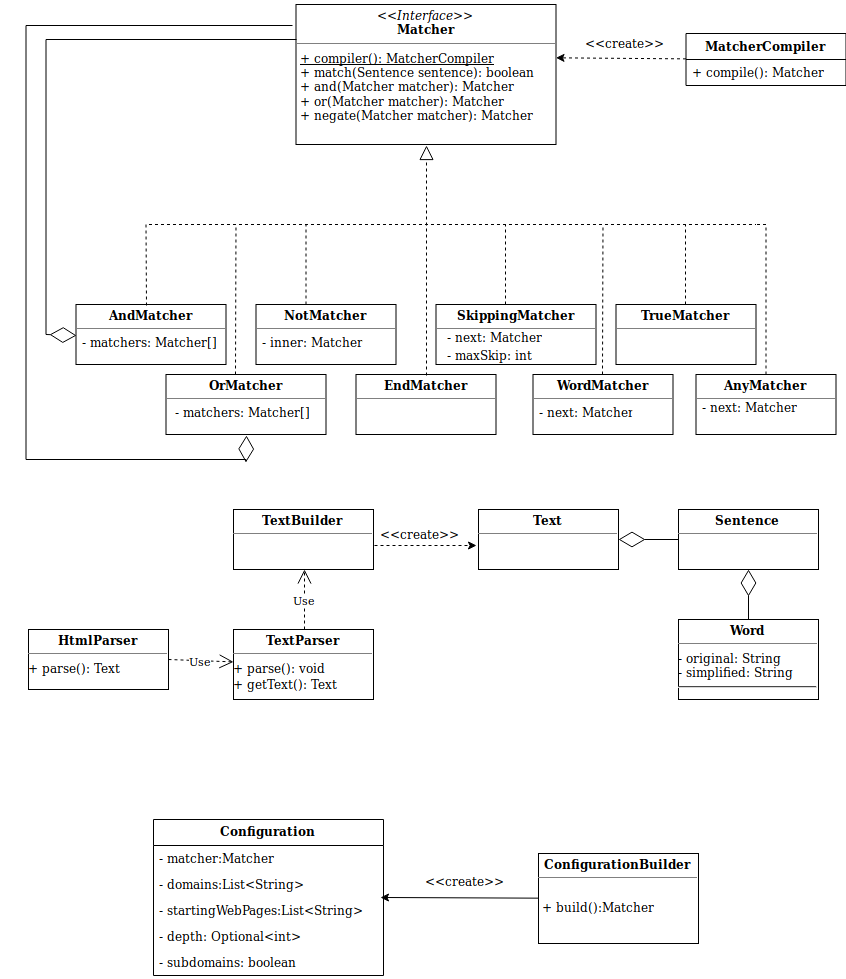 <<Interface>>
Matcher
+ compiler(): MatcherCompiler
+ match(Sentence sentence): boolean
+ and(Matcher matcher): Matcher
+ or(Matcher matcher): Matcher
+ negate(Matcher matcher): Matcher
<<create>>
MatcherCompiler
+ compile(): Matcher
AndMatcher
- matchers: Matcher[]
NotMatcher
- inner: Matcher
SkippingMatcher
- next: Matcher
- maxSkip: int
TrueMatcher
OrMatcher
- matchers: Matcher[]
EndMatcher
WordMatcher
- next: Matcher
AnyMatcher
- next: Matcher
TextBuilder
<<create>>
Text
Sentence
Use
HtmlParser
+ parse(): Text
Use
TextParser
+ parse(): void
+ getText(): Text
Word
- original: String
- simplified: String
Configuration
- matcher:Matcher
- domains:List<String>
- startingWebPages:List<String>
- depth: Optional<int>
- subdomains: boolean
<<create>>
ConfigurationBuilder
+ build():Matcher